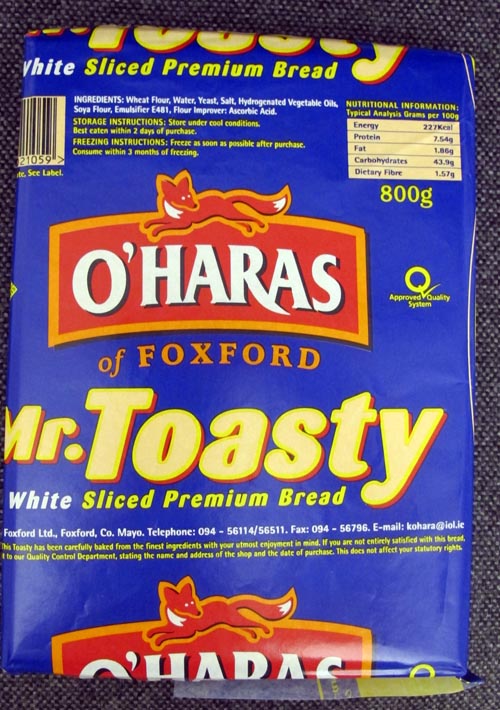 Mr. Toasty
White Sliced Premium Bread
INGREDIENTS: Wheat Flour, Water, Yeast, Salt, Hydrogenated Vegetable Oils,
Soya Flour, Emulsifier E481, Flour Improver: Ascorbic Acid.
STORAGE INSTRUCTIONS: Store under cool conditions.
Best eaten within 2 days of purchase.
FREEZING INSTRUCTIONS: Freeze as soon as possible after purchase.
Consume within 3 months of freezing.
21059 >
See Label.
NUTRITIONAL INFORMATION:
Typical Analysis Grams per 100g
Energy 227Kcal
Protein 7.54g
Fat 1.86g
Carbohydrates 43.9g
Dietary Fibre 1.57g
800g
O'HARAS
of FOXFORD
Q
Approved Quality
System
Mr. Toasty
White Sliced Premium Bread
Foxford Ltd., Foxford, Co. Mayo. Telephone: 094 - 56114/56511. Fax: 094 - 56796. E-mail: kohara@iol.ie
This Toasty has been carefully baked from the finest ingredients with your utmost enjoyment in mind. If you are not entirely satisfied with this bread,
it to our Quality Control Department, stating the name and address of the shop and the date of purchase. This does not affect your statutory rights.
O'HARAS